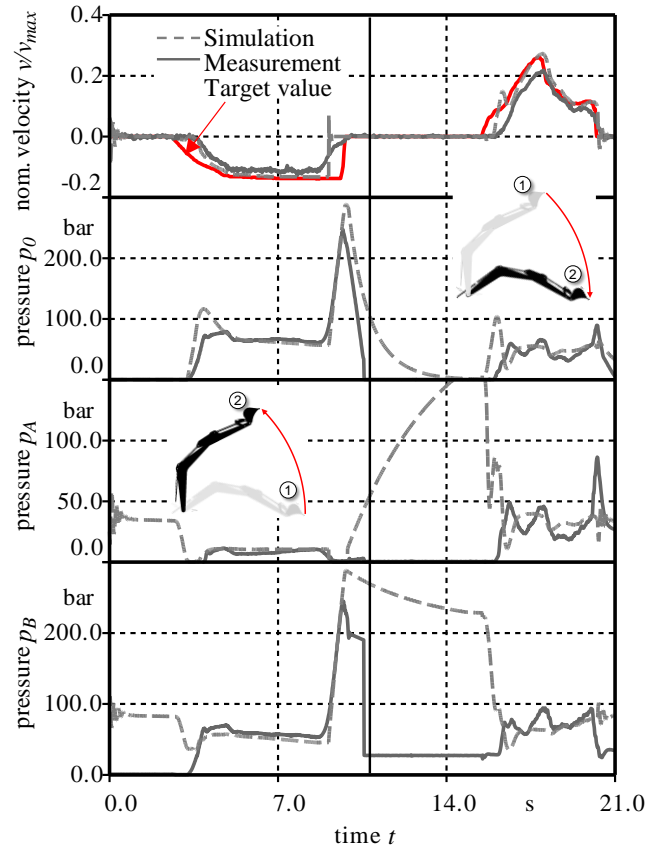 0.4
0.2
0.0
-0.2
nom. velocity v/vmax
Simulation
Measurement
Target value
bar
200.0
100.0
0.0
pressure p0
1
2
bar
100.0
50.0
0.0
pressure pA
2
1
bar
200.0
100.0
0.0
pressure pB
0.0 7.0 14.0 s 21.0
time t